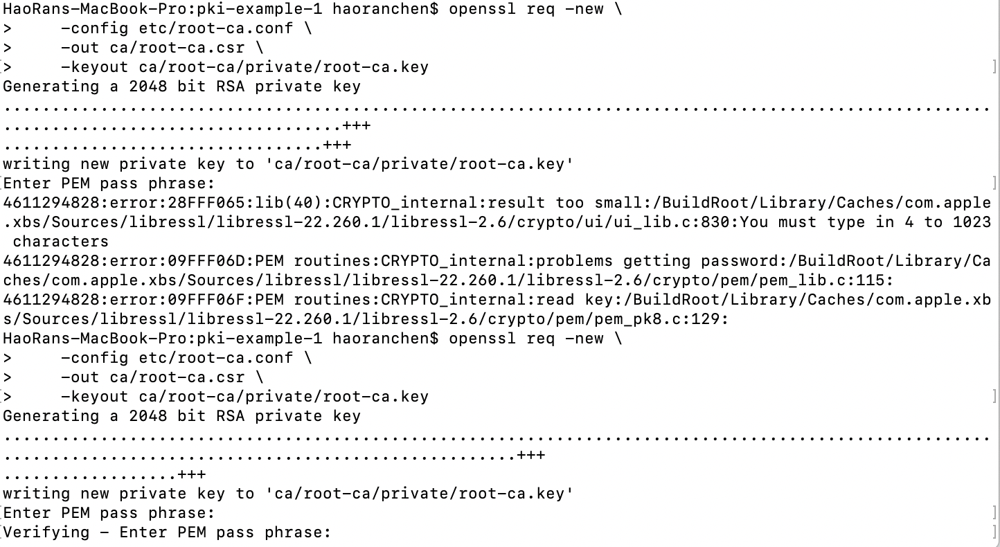 HaoRans-MacBook-Pro:pki-example-1 haoranchen$ openssl req -new \
>     -config etc/root-ca.conf \
>     -out ca/root-ca.csr \
[>     -keyout ca/root-ca/private/root-ca.key ]
Generating a 2048 bit RSA private key
......................................................................................................
...................................+++
.................................+++
writing new private key to 'ca/root-ca/private/root-ca.key'
[Enter PEM pass phrase: ]
4611294828:error:28FFF065:lib(40):CRYPTO_internal:result too small:/BuildRoot/Library/Caches/com.apple
.xbs/Sources/libressl/libressl-22.260.1/libressl-2.6/crypto/ui/ui_lib.c:830:You must type in 4 to 1023
 characters
4611294828:error:09FFF06D:PEM routines:CRYPTO_internal:problems getting password:/BuildRoot/Library/Ca
ches/com.apple.xbs/Sources/libressl/libressl-22.260.1/libressl-2.6/crypto/pem/pem_lib.c:115:
4611294828:error:09FFF06F:PEM routines:CRYPTO_internal:read key:/BuildRoot/Library/Caches/com.apple.xb
s/Sources/libressl/libressl-22.260.1/libressl-2.6/crypto/pem/pem_pk8.c:129:
HaoRans-MacBook-Pro:pki-example-1 haoranchen$ openssl req -new \
>     -config etc/root-ca.conf \
>     -out ca/root-ca.csr \
[>     -keyout ca/root-ca/private/root-ca.key ]
Generating a 2048 bit RSA private key
......................................................................................................
.....................................................+++
..................+++
writing new private key to 'ca/root-ca/private/root-ca.key'
[Enter PEM pass phrase: ]
[Verifying - Enter PEM pass phrase: ]